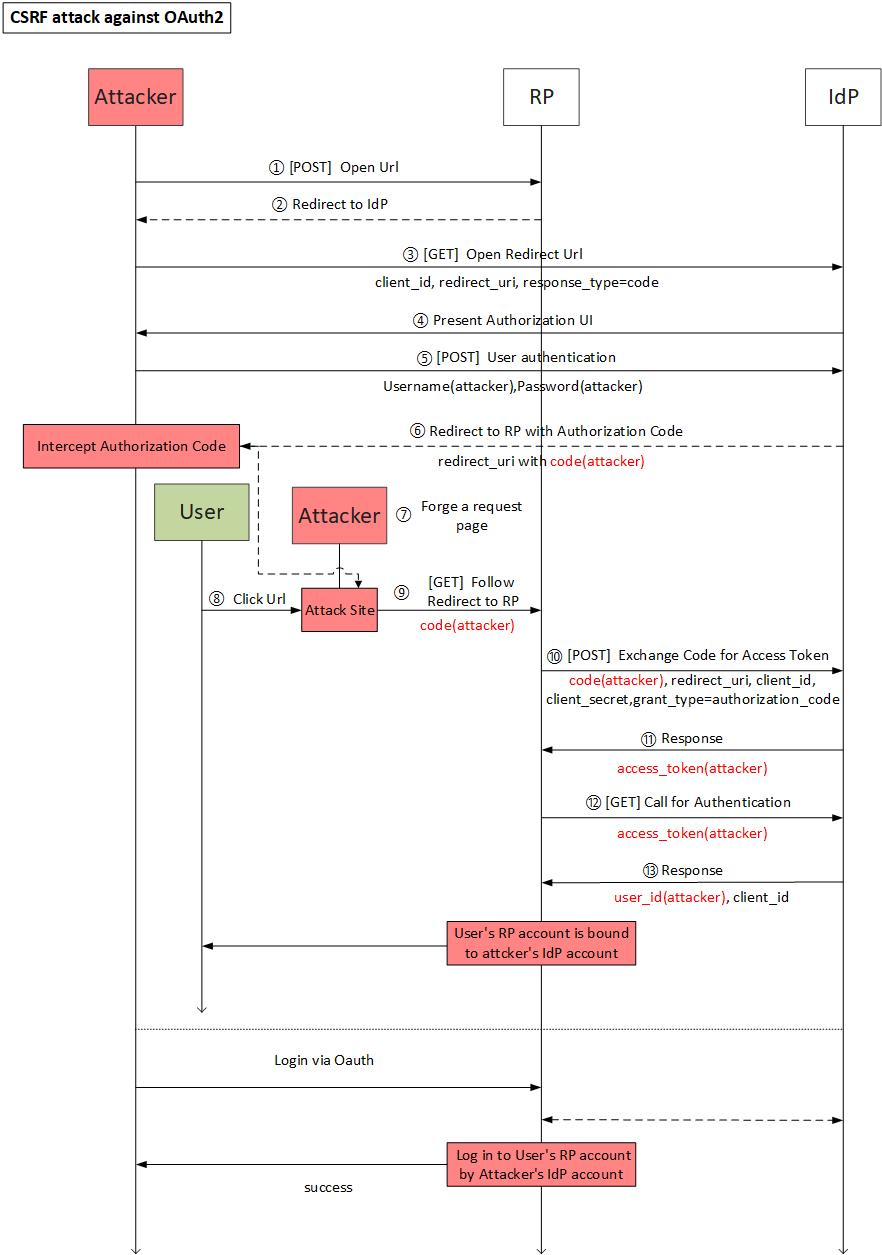 CSRF attack against OAuth2
Attacker
RP
IdP
① [POST] Open Url
② Redirect to IdP
③ [GET] Open Redirect Url
client_id, redirect_uri, response_type=code
④ Present Authorization UI
⑤ [POST] User authentication
Username(attacker),Password(attacker)
⑥ Redirect to RP with Authorization Code
Intercept Authorization Code
redirect_uri with code(attacker)
User
Attacker
⑦ Forge a request
page
⑧ Click Url
Attack Site
⑨ [GET] Follow
Redirect to RP
code(attacker)
⑩ [POST] Exchange Code for Access Token
code(attacker), redirect_uri, client_id,
client_secret,grant_type=authorization_code
⑪ Response
access_token(attacker)
⑫ [GET] Call for Authentication
access_token(attacker)
⑬ Response
user_id(attacker), client_id
User's RP account is bound
to attcker's IdP account
Login via Oauth
Log in to User's RP account
by Attacker's IdP account
success